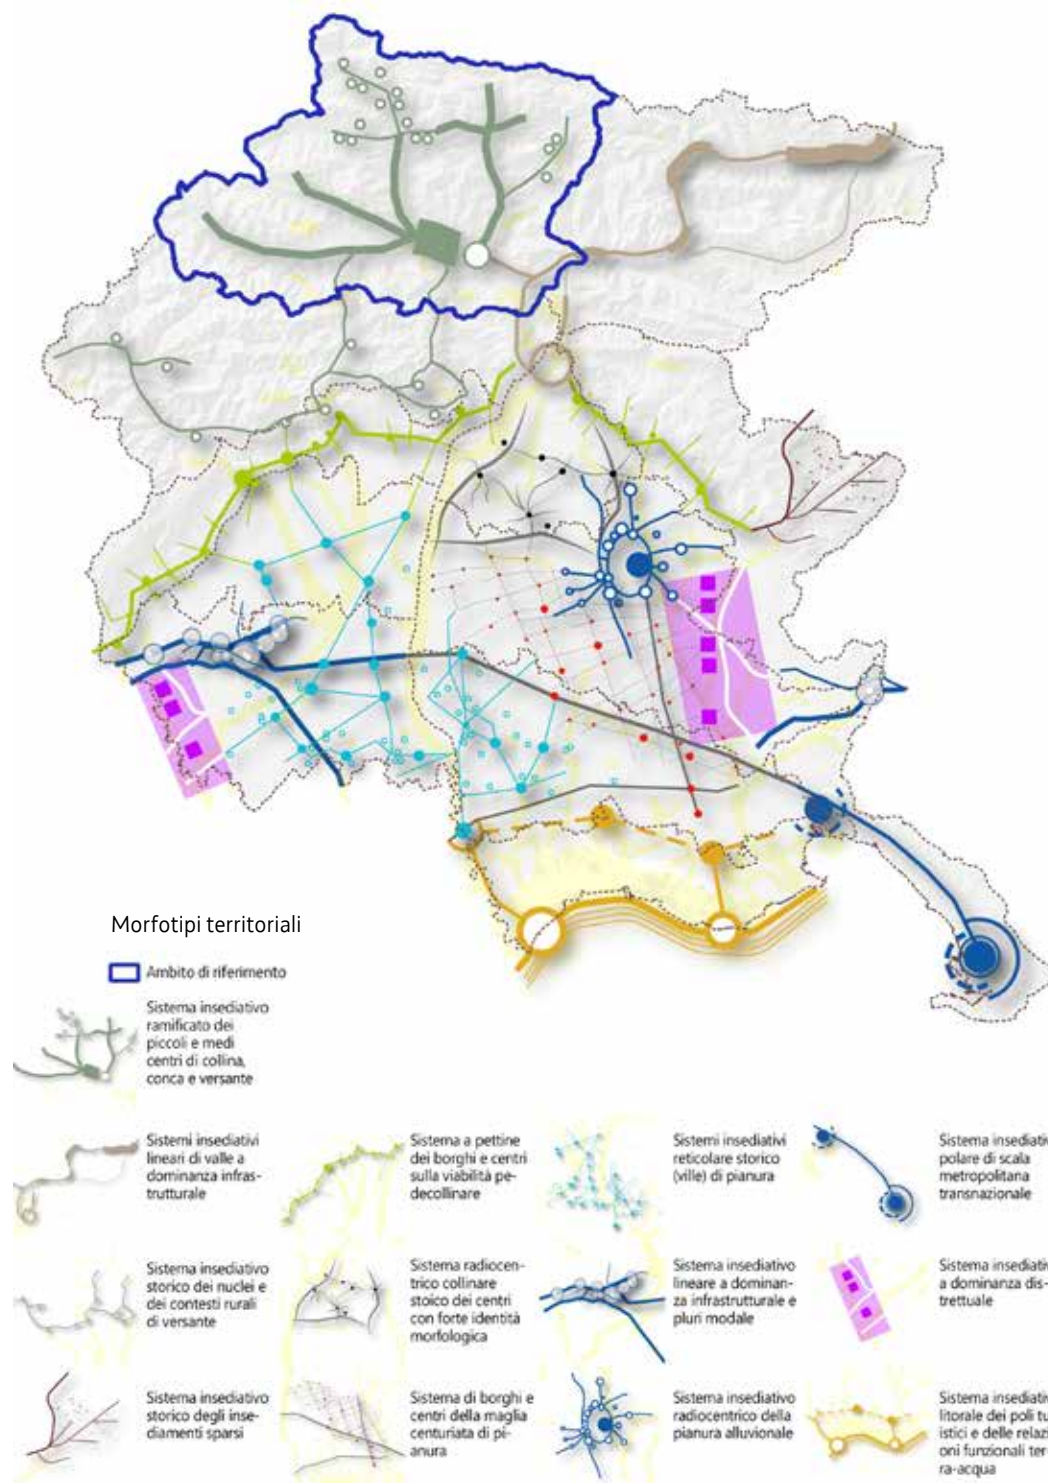 Morfotipi territoriali
Ambito di riferimento
Sistema insediativo
ramificato dei
piccoli e medi
centri di collina,
conca e versante
Sistemi insediativi
lineari di valle a
dominanza infras-
trutturale
Sistema a pettine
dei borghi e centri
sulla viabilità pe-
decollinare
Sistemi insediativi
reticolare storico
(ville) di pianura
Sistema insediativ
polare di scala
metropolitana
transnazionale
Sistema insediativo
storico dei nuclei e
dei contesti rurali
di versante
Sistema radiocen-
trico collinare
stoico dei centri
con forte identità
morfologica
Sistema insediativo
lineare a dominan-
za infrastrutturale e
pluri modale
Sistema insediativ
a dominanza dis-
trettuale
Sistema insediativo
storico degli inse-
diamenti sparsi
Sistema di borghi e
centri della maglia
centuriata di pi-
anura
Sistema insediativo
radiocentrico della
pianura alluvionale
Sistema insediativ
litorale dei poli tu
istici e delle relazi
oni funzionali ter
ra-acqua